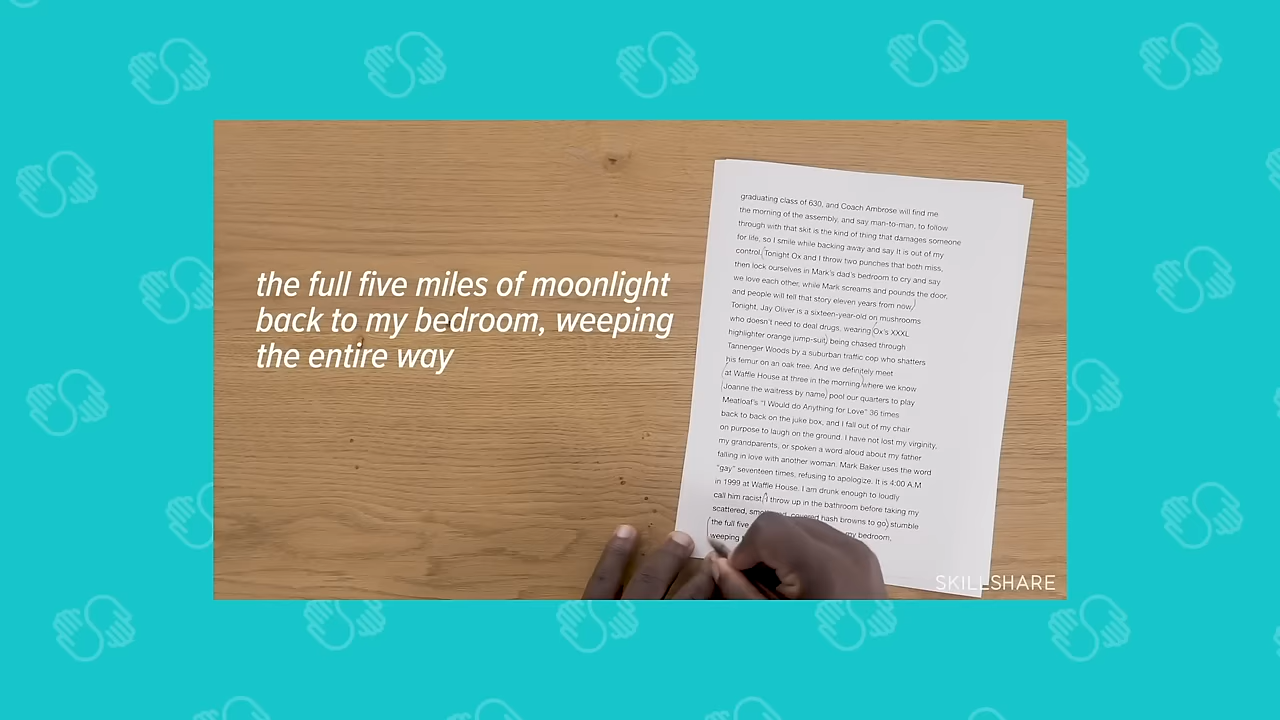 the full five miles of moonlight
back to my bedroom, weeping
the entire way
graduating class of 630, and Coach Ambrose will find me
the morning of the assembly, and say man-to-man, to follow
through with that skit is the kind of thing that damages someone
for life, so I smile while backing away and say It is out of my
control. Tonight Ox and I throw two punches that both miss,
then lock ourselves in Mark's dad's bedroom to cry and say
we love each other, while Mark screams and pounds the door,
and people will tell that story eleven years from now.
Tonight, Jay Oliver is a sixteen-year-old on mushrooms
who doesn't need to deal drugs, wearing Ox's XXXL
highlighter orange jump-suit, being chased through
Tannenger Woods by a suburban traffic cop who shatters
his femur on an oak tree. And we definitely meet
at Waffle House at three in the morning where we know
Joanne the waitress by name, pool our quarters to play
Meatloaf's "I Would do Anything for Love" 36 times
back to back on the juke box, and I fall out of my chair
on purpose to laugh on the ground. I have not lost my virginity,
my grandparents, or spoken a word aloud about my father
falling in love with another woman. Mark Baker uses the word
"gay" seventeen times, refusing to apologize. It is 4:00 A.M
in 1999 at Waffle House. I am drunk enough to loudly
call him racist, I throw up in the bathroom before taking my
scattered, covered hash browns to go, stumble
the full five my bedroom,
weeping
SKILLSHARE